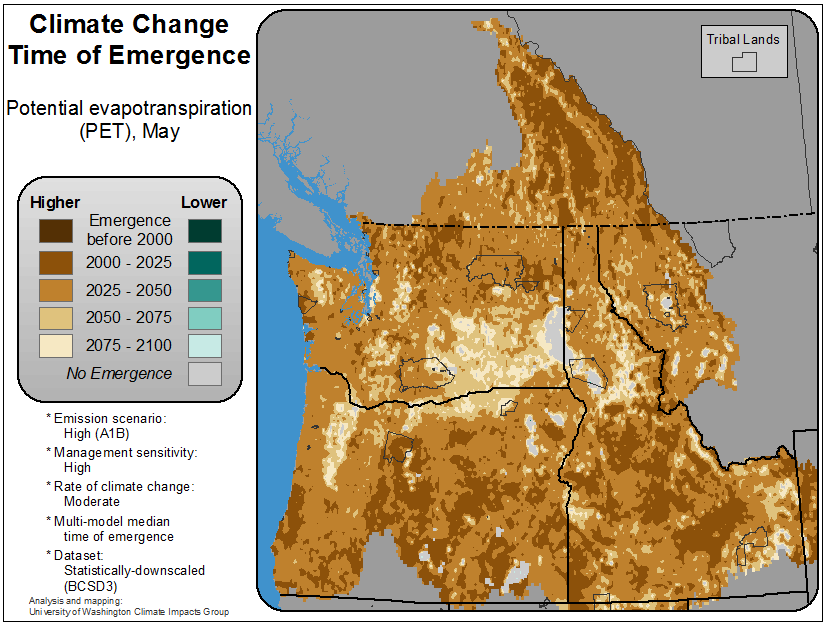 Climate Change
Time of Emergence
Potential evapotranspiration
(PET), May
Higher
Lower
Emergence
before 2000
2000 - 2025
2025 - 2050
2050 - 2075
2075 - 2100
No Emergence
* Emission scenario:
High (A1B)
* Management sensitivity:
High
* Rate of climate change:
Moderate
* Multi-model median
time of emergence
* Dataset:
Statistically-downscaled
(BCSD3)
Analysis and mapping:
University of Washington Climate Impacts Group
Tribal Lands